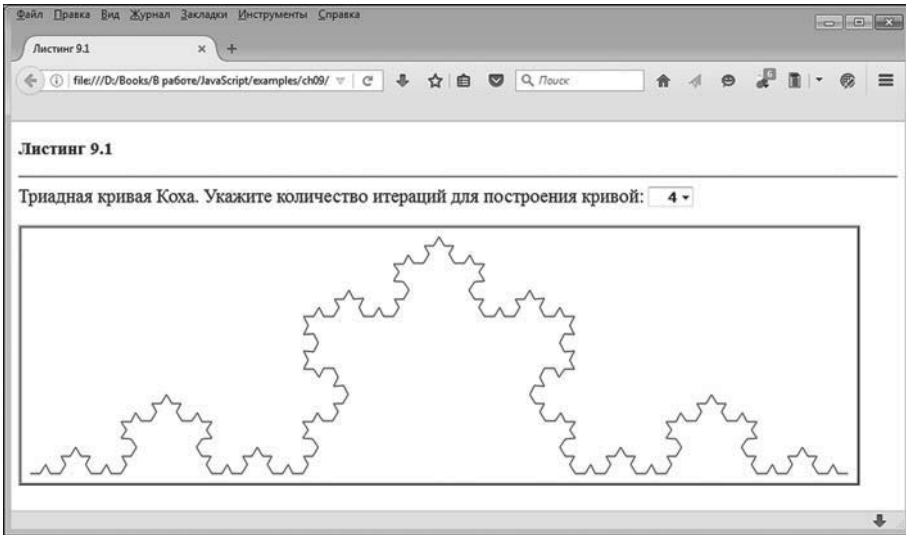 Файл Правка Вид Журнал Закладки Инструменты Справка
Листинг 9.1
file:///D:/Books/В работе/JavaScript/examples/ch09/
Поиск
6
Листинг 9.1
Триадная кривая Коха. Укажите количество итераций для построения кривой: 4